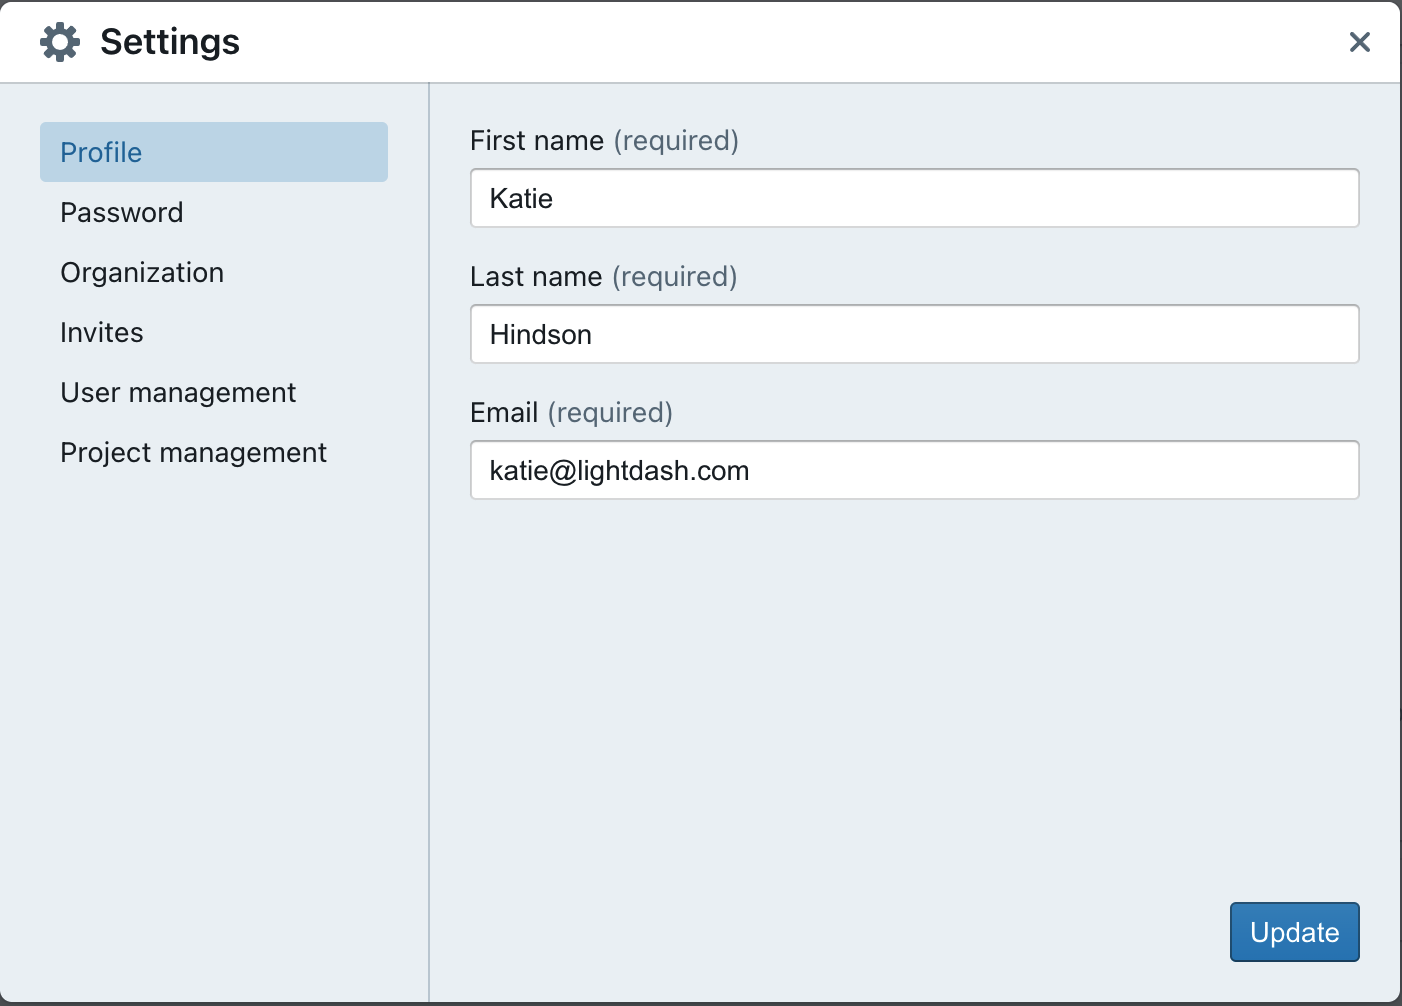 Settings
Profile
Password
Organization
Invites
User management
Project management
First name (required)
Katie
Last name (required)
Hindson
Email (required)
katie@lightdash.com
Update